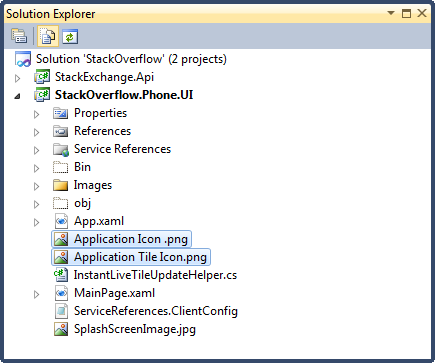 Solution Explorer
Solution 'StackOverflow' (2 projects)
StackExchange.Api
StackOverflow.Phone.UI
Properties
References
Service References
Bin
Images
obj
App.xaml
Application Icon .png
Application Tile Icon.png
InstantLiveTileUpdateHelper.cs
MainPage.xaml
ServiceReferences.ClientConfig
SplashScreenImage.jpg